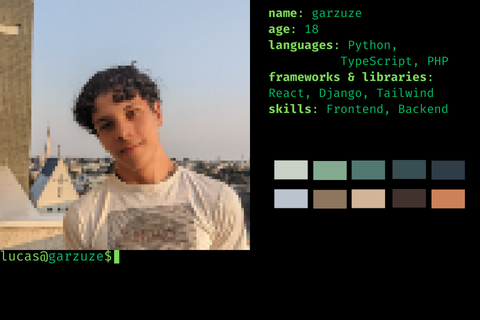 name: garzuze
age: 18
languages: Python,
TypeScript, PHP
frameworks & libraries:
React, Django, Tailwind
skills: Frontend, Backend
lucas@garzuze$